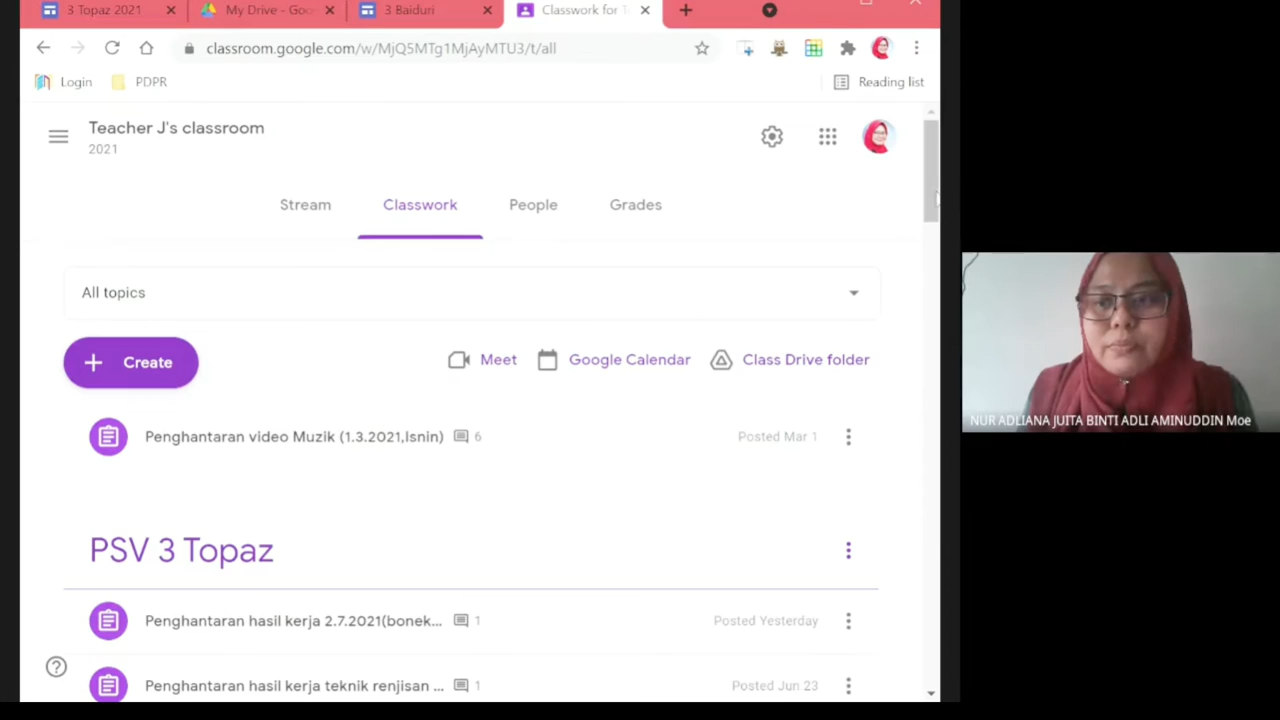 3 Topaz 2021
My Drive - Goo
3 Baiduri
Classwork for T
classroom.google.com/w/MjQ5MTg1MjAyMTU3/t/all
Login
PDPR
Reading list
Teacher J's classroom
2021
Stream
Classwork
People
Grades
All topics
Create
Meet
Google Calendar
Class Drive folder
Penghantaran video Muzik (1.3.2021,Isnin)
6
Posted Mar 1
PSV 3 Topaz
Penghantaran hasil kerja 2.7.2021(bonek...
1
Posted Yesterday
Penghantaran hasil kerja teknik renjisan ...
1
Posted Jun 23
NUR ADLIANA JUITA BINTI ADLI AMINUDDIN Moe